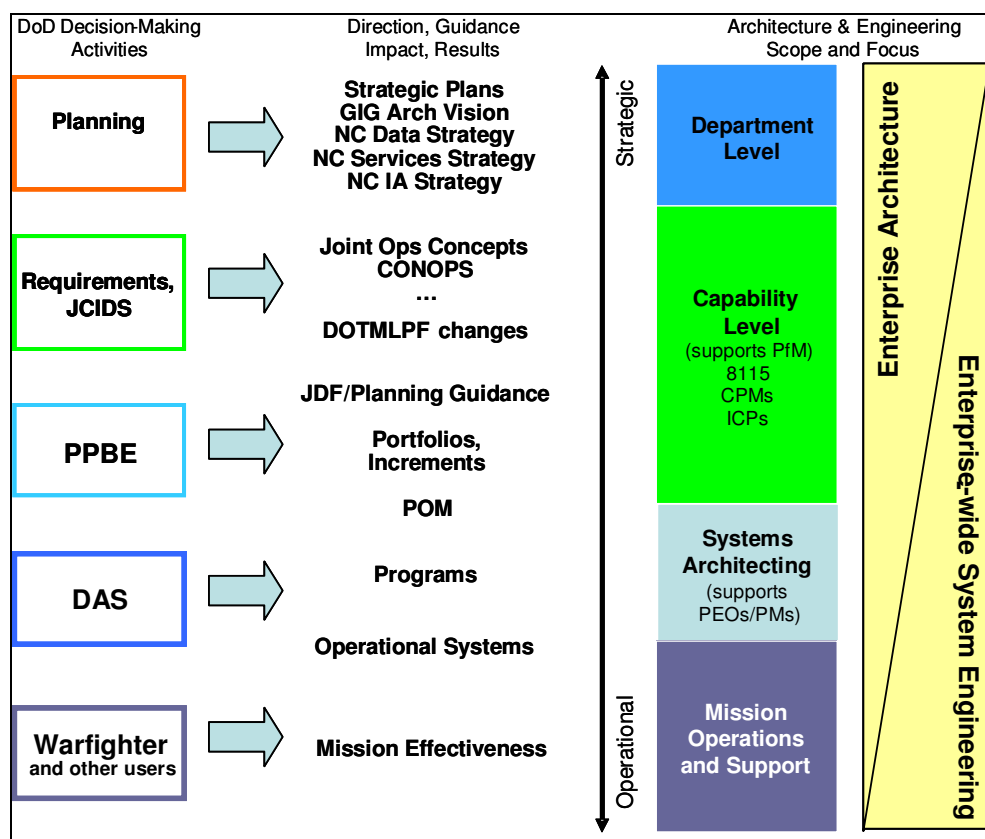 DoD Decision-Making
Activities
Direction, Guidance
Impact, Results
Architecture & Engineering
Scope and Focus
Planning
Strategic Plans
GIG Arch Vision
NC Data Strategy
NC Services Strategy
NC IA Strategy
Requirements,
JCIDS
Joint Ops Concepts
CONOPS
...
DOTMLPF changes
PPBE
JDF/Planning Guidance
Portfolios,
Increments
POM
DAS
Programs
Operational Systems
Warfighter
and other users
Mission Effectiveness
Strategic
Operational
Department
Level
Capability
Level
(supports PfM)
8115
CPMs
ICPs
Systems
Architecting
(supports
PEOs/PMs)
Mission
Operations
and Support
Enterprise Architecture
Enterprise-wide System Engineering